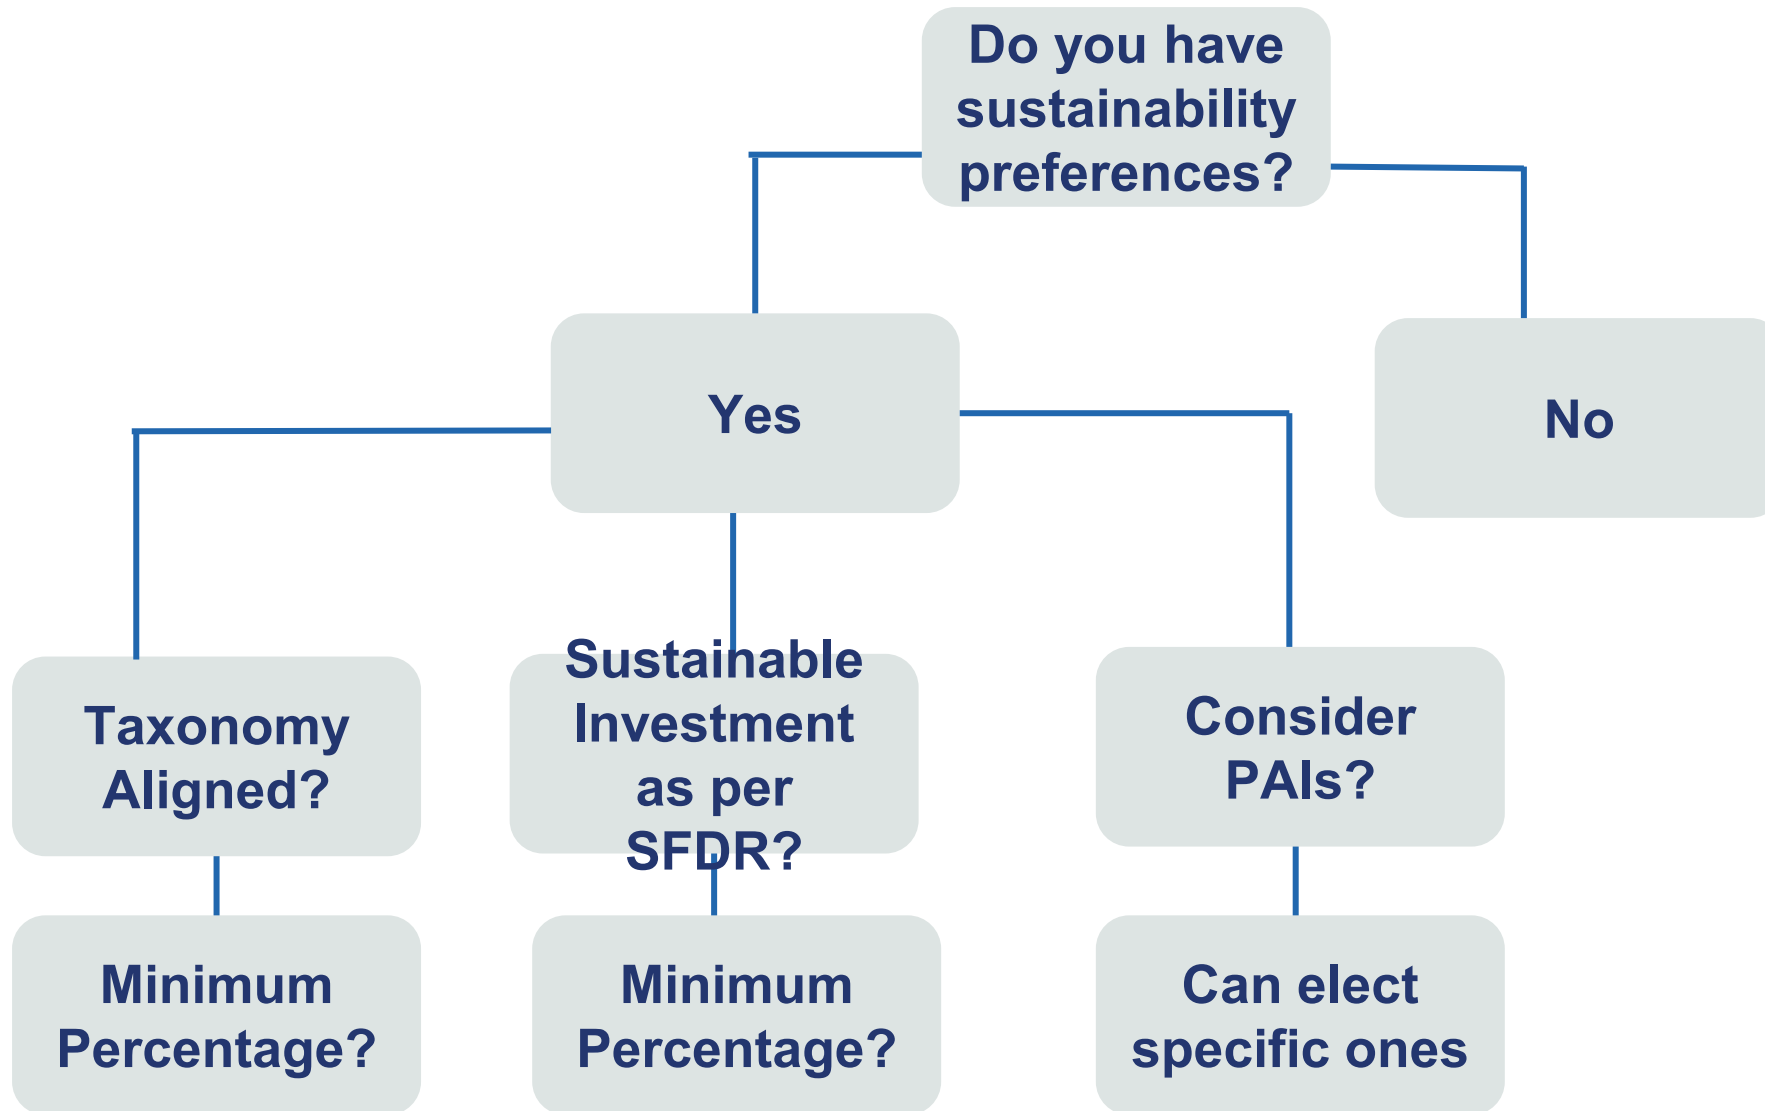 Do you have
sustainability
preferences?
Yes
No
Taxonomy
Aligned?
Sustainable
Investment
as per
SFDR?
Consider
PAIs?
Minimum
Percentage?
Minimum
Percentage?
Can elect
specific ones